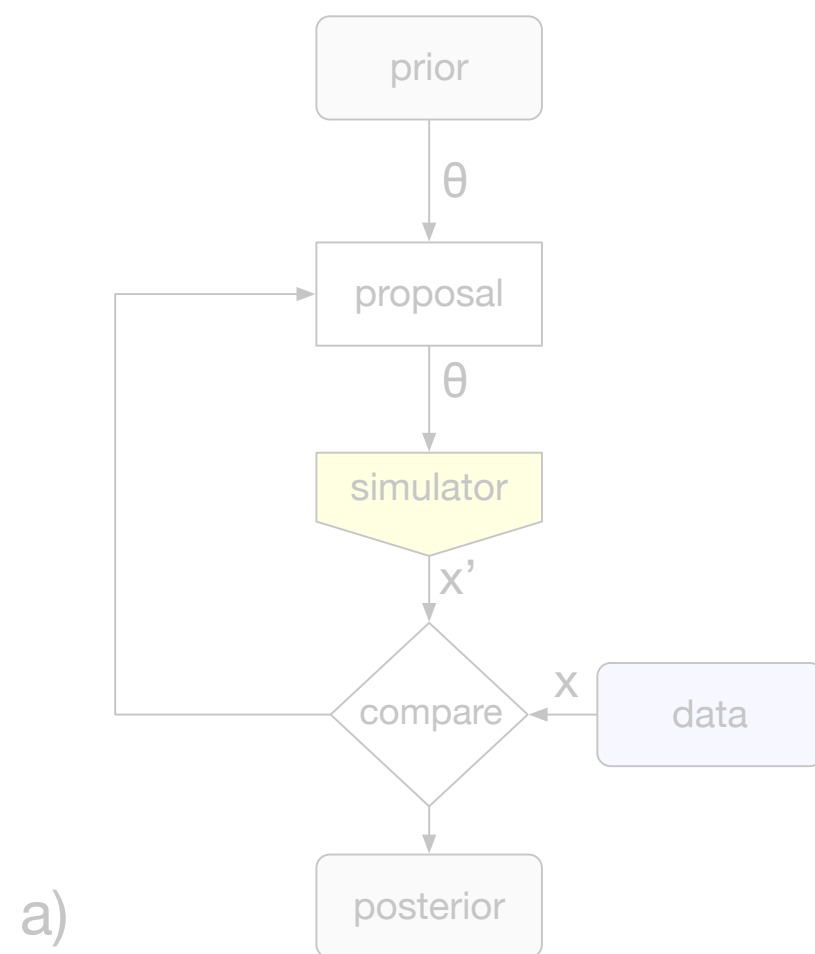 prior
θ
proposal
θ
simulator
x’
x
compare
data
posterior
a)